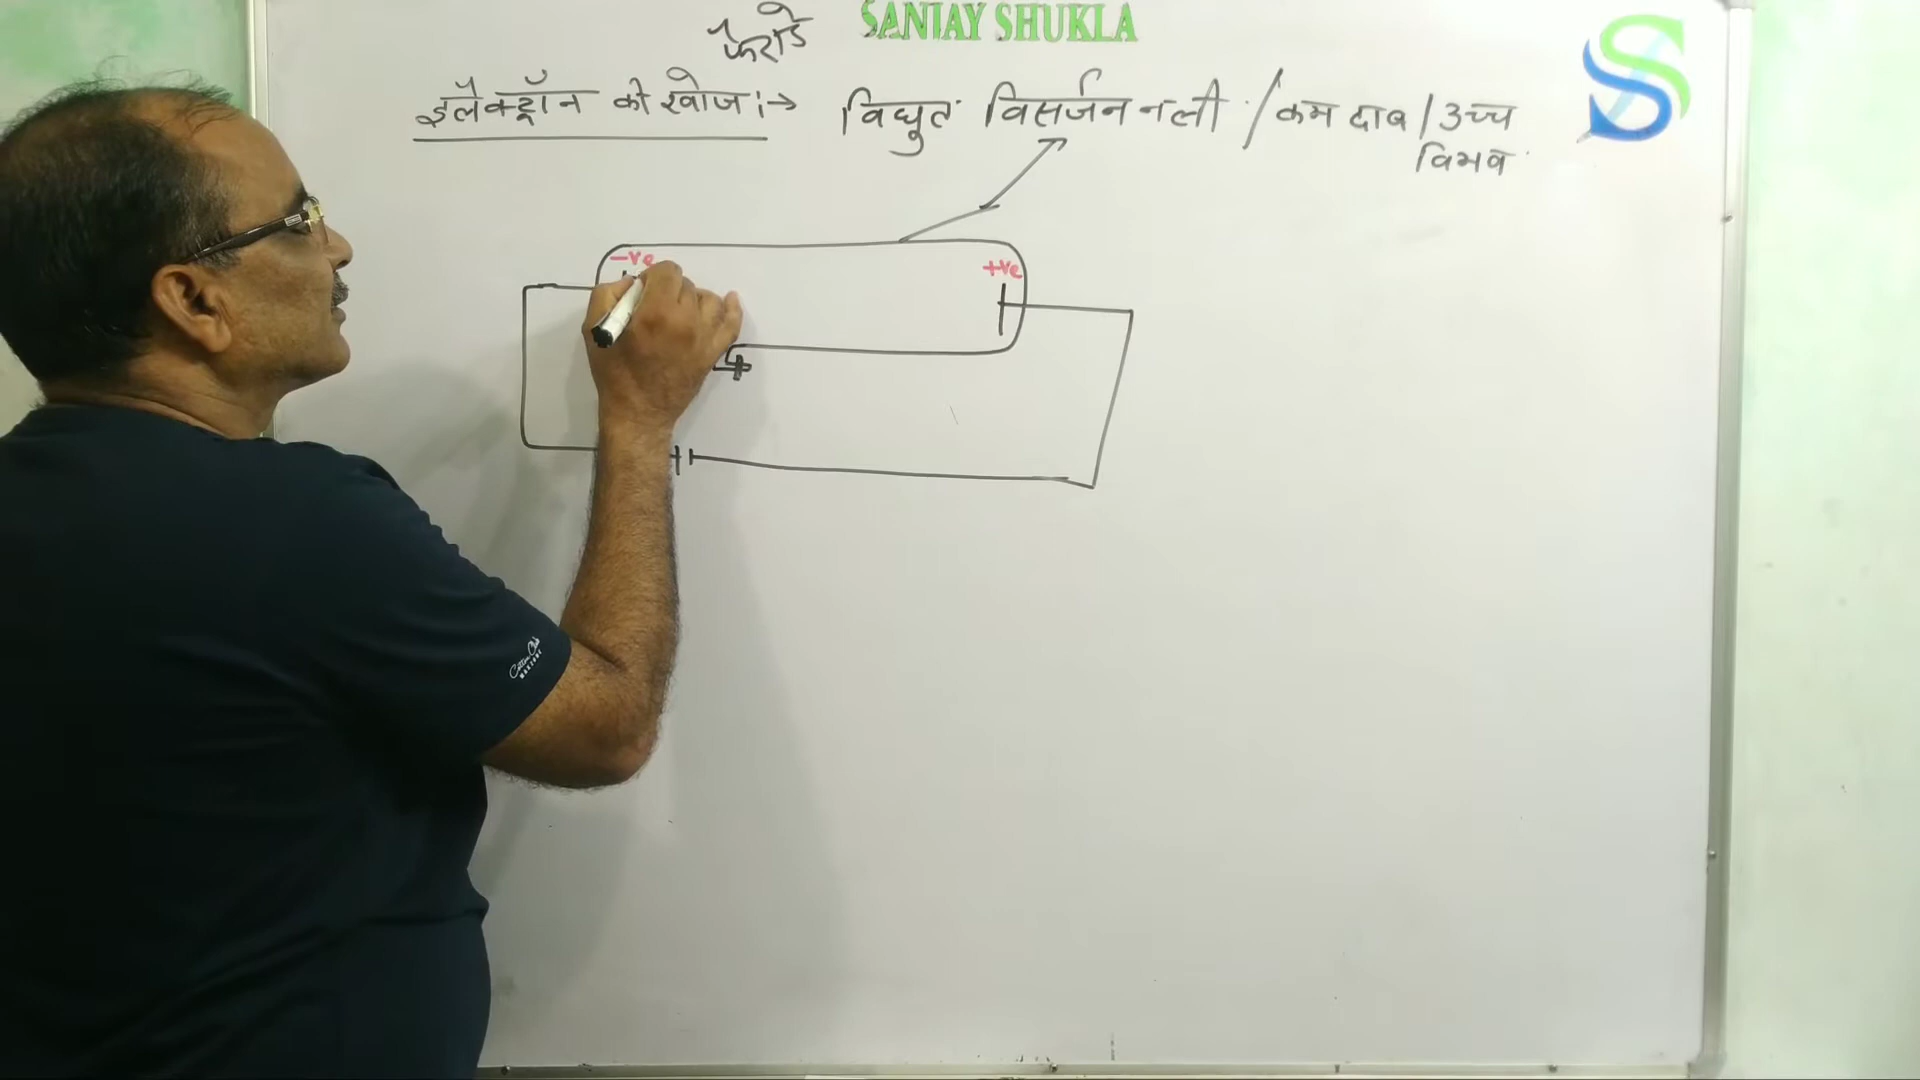 SANJAY SHUKLA
फैराडे
इलेक्ट्रॉन की खोज :→ विद्युत विसर्जन नली / कम दाब / उच्च
विभव
-ve
+ve